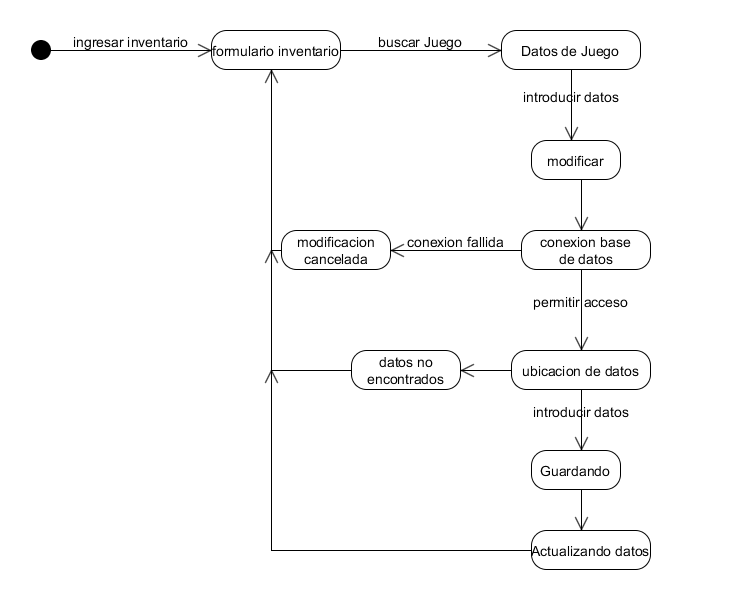 ingresar inventario
formulario inventario
buscar Juego
Datos de Juego
introducir datos
modificar
modificacion
cancelada
conexion fallida
conexion base
de datos
permitir acceso
datos no
encontrados
ubicacion de datos
introducir datos
Guardando
Actualizando datos